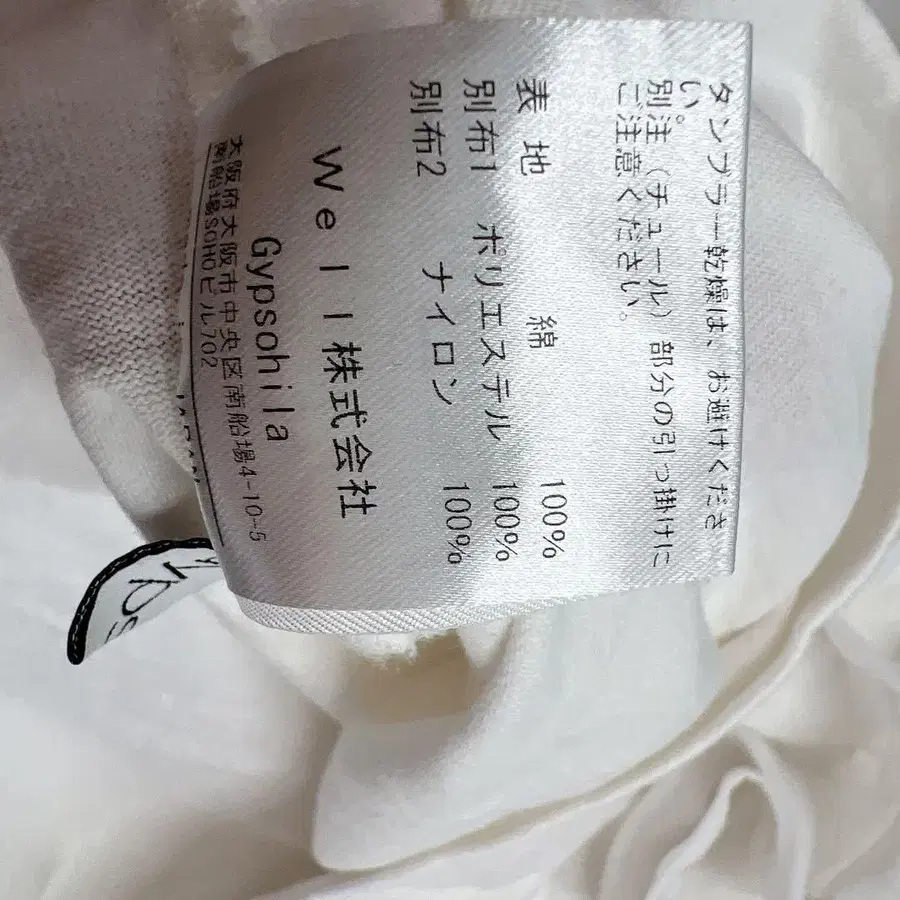 タンブラー乾燥は、お避けくださ
い。
別注（チュール）部分の引っ掛けに
ご注意ください。
表地 綿 100%
別布1 ポリエステル 100%
別布2 ナイロン 100%
Well株式会社
Gypsohila
大阪府大阪市中央区南船場4-10-5
南船場SOHOビル702